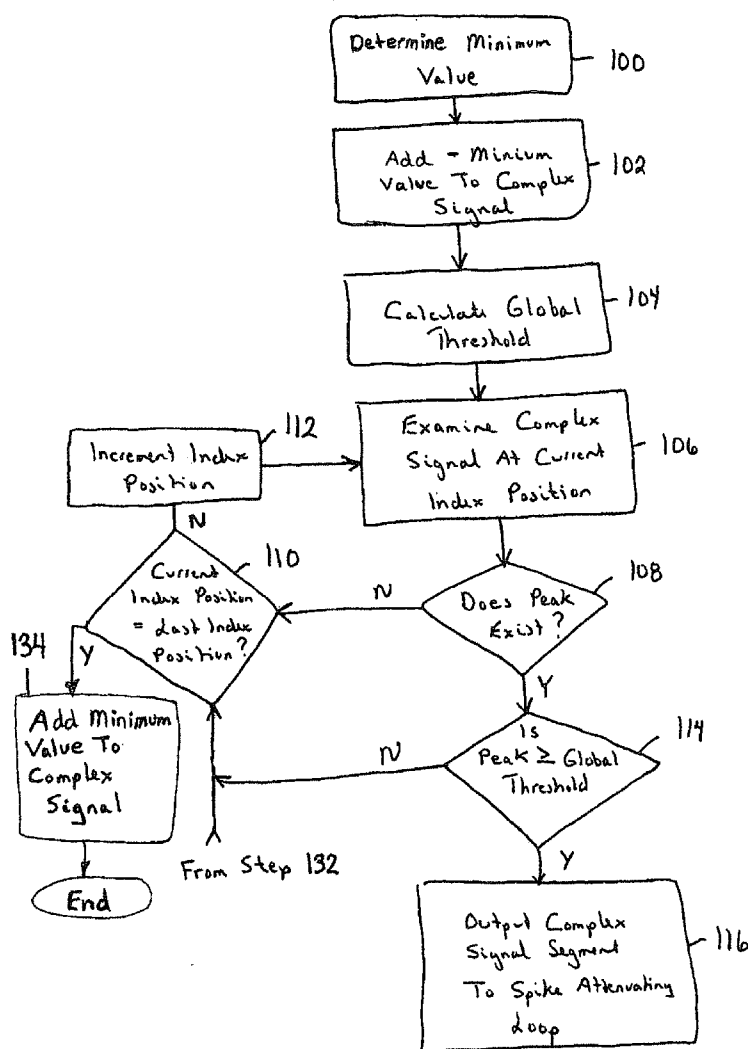 Determine Minimum
Value
100
Add - Minium
Value To Complex
Signal
102
Calculate Global
Threshold
104
112
Increment Index
Position
Examine Complex
Signal At Current
Index Position
106
N
110
Current
Index Position
= Last Index
Position?
N
Does Peak
Exist?
108
134
Y
Y
Add Minimum
Value To
Complex
Signal
N
Is
Peak ≥ Global
Threshold
114
From Step 132
Y
End
Output Complex
Signal Segment
To Spike Attenuating
Loop
116